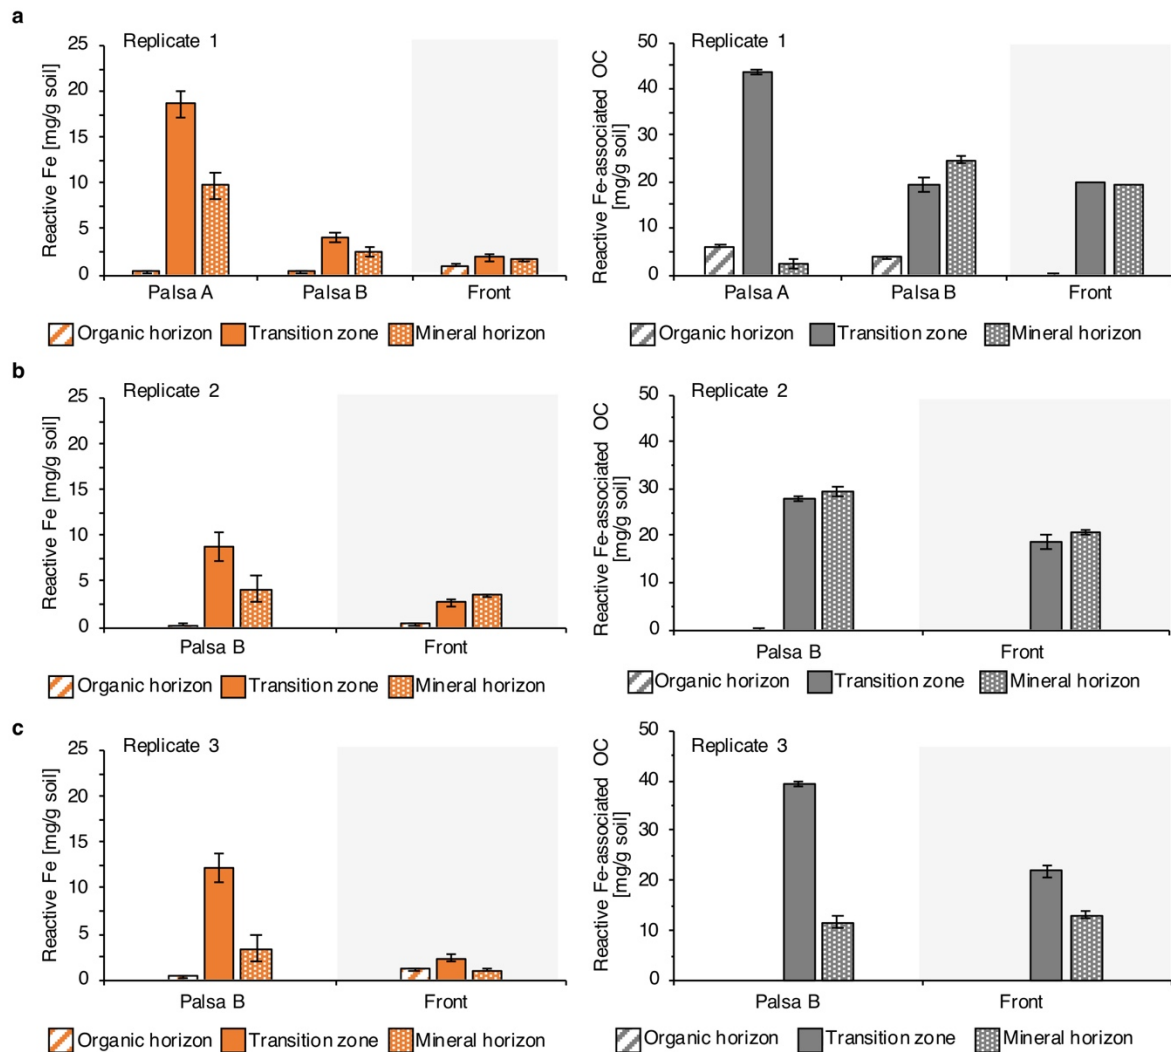 a
Replicate 1
Reactive Fe [mg/g soil]
25
20
15
10
5
0
Palsa A Palsa B Front
Organic horizon Transition zone Mineral horizon
Replicate 1
Reactive Fe-associated OC
[mg/g soil]
50
40
30
20
10
0
Palsa A Palsa B Front
Organic horizon Transition zone Mineral horizon
b
Replicate 2
Reactive Fe [mg/g soil]
25
20
15
10
5
0
Palsa B Front
Organic horizon Transition zone Mineral horizon
Replicate 2
Reactive Fe-associated OC
[mg/g soil]
50
40
30
20
10
0
Palsa B Front
Organic horizon Transition zone Mineral horizon
c
Replicate 3
Reactive Fe [mg/g soil]
25
20
15
10
5
0
Palsa B Front
Organic horizon Transition zone Mineral horizon
Replicate 3
Reactive Fe-associated OC
[mg/g soil]
50
40
30
20
10
0
Palsa B Front
Organic horizon Transition zone Mineral horizon